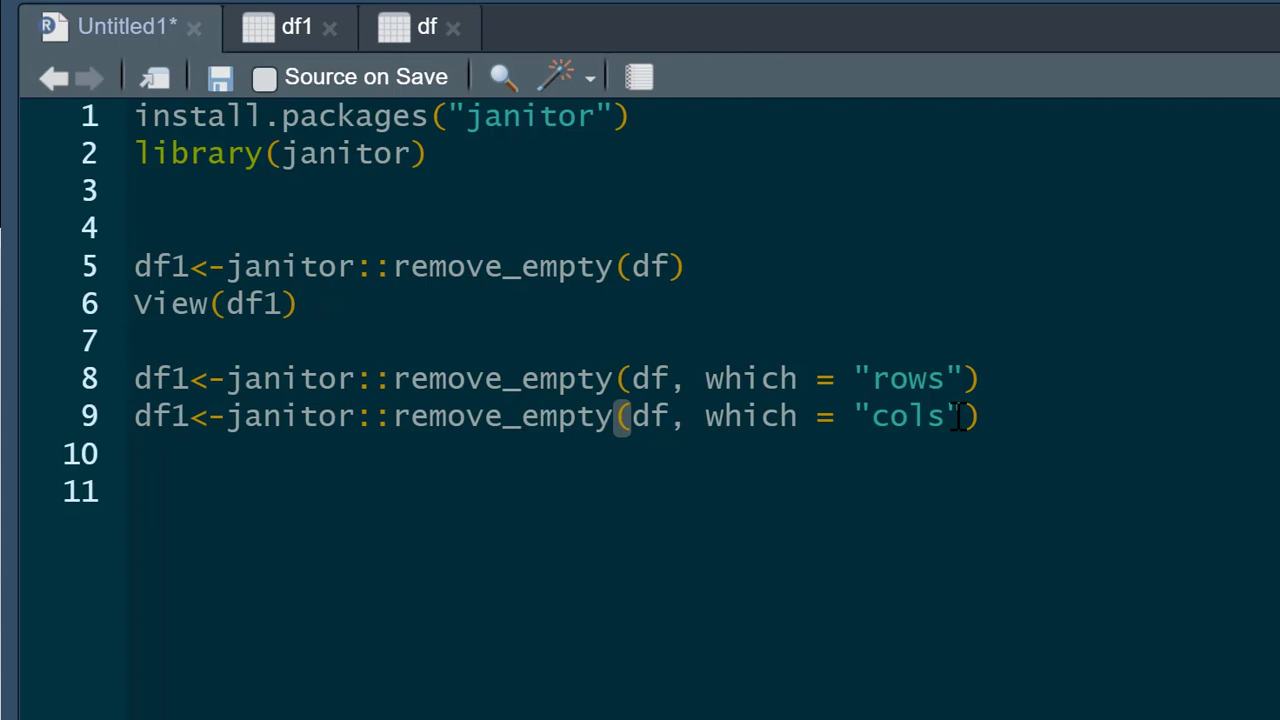 Untitled1*
df1
df
Source on Save
1 install.packages("janitor")
2 library(janitor)
3
4
5 df1<-janitor::remove_empty(df)
6 View(df1)
7
8 df1<-janitor::remove_empty(df, which = "rows")
9 df1<-janitor::remove_empty(df, which = "cols")
10
11